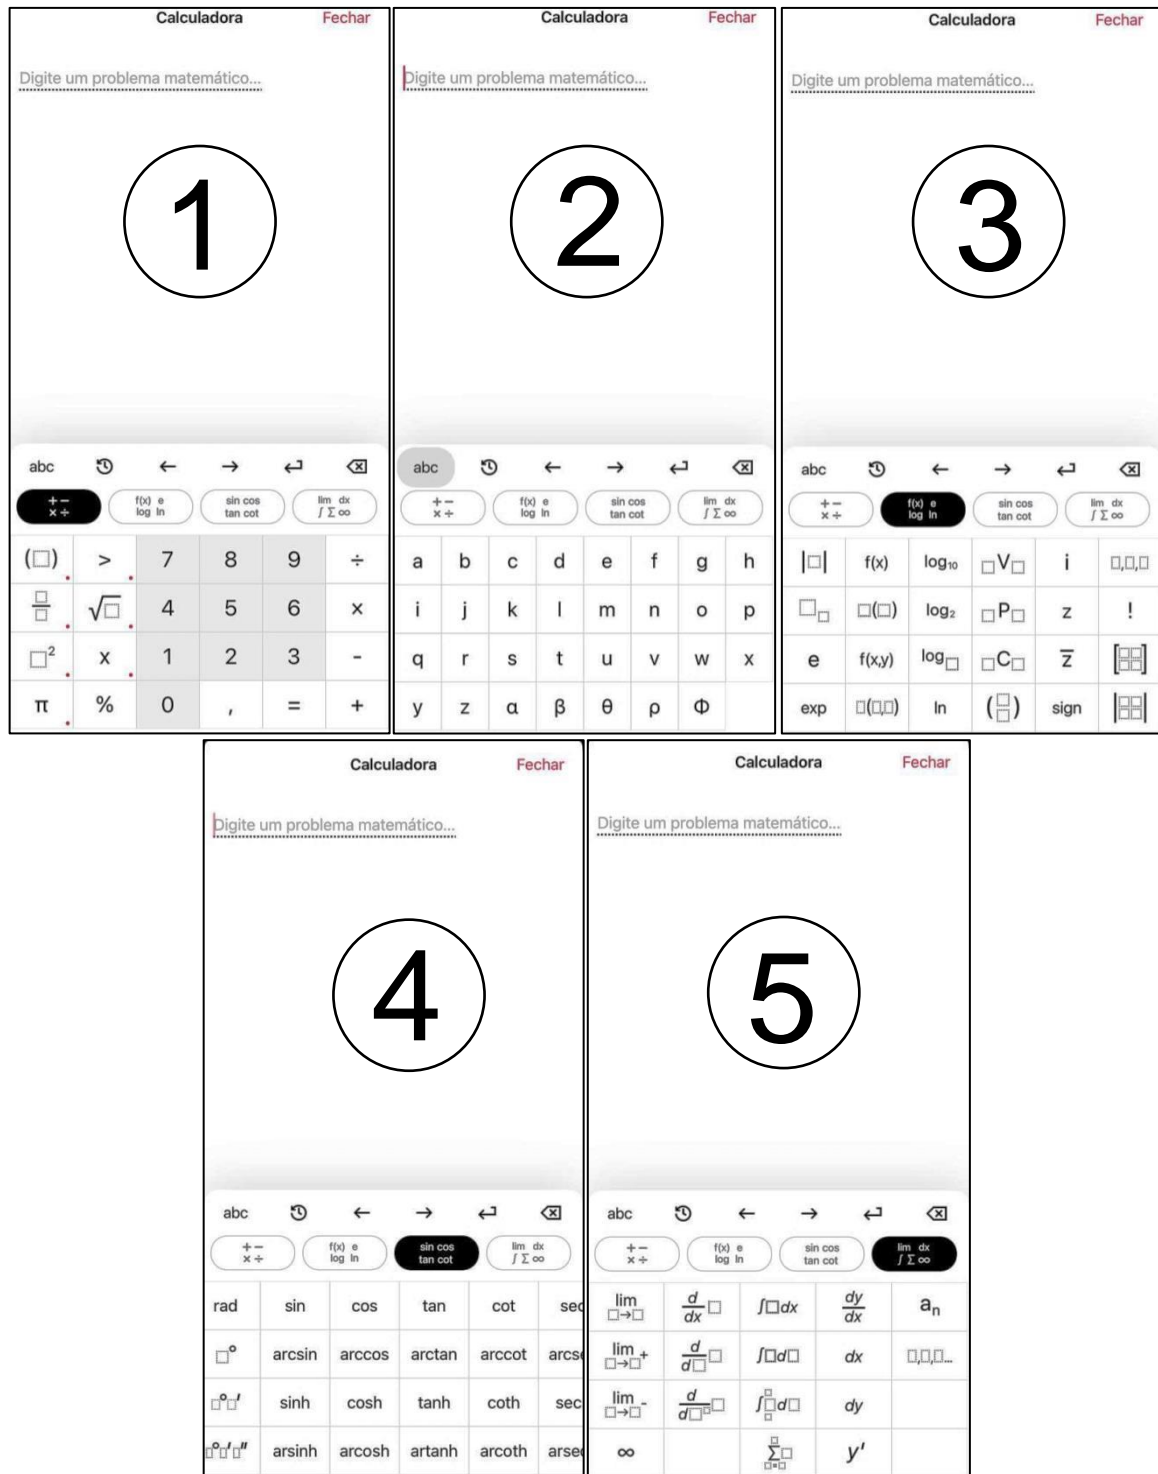 Calculadora Fechar
Digite um problema matemático...
1
abc ← →
+ − × ÷
f(x) e log ln
sin cos tan cot
lim dx ∫ Σ ∞
(□) > 7 8 9 ÷
□/□ √□ 4 5 6 ×
□² x 1 2 3 -
π % 0 , = +
Calculadora Fechar
Digite um problema matemático...
2
abc ← →
+ − × ÷
f(x) e log ln
sin cos tan cot
lim dx ∫ Σ ∞
a b c d e f g h
i j k l m n o p
q r s t u v w x
y z α β θ ρ Φ
Calculadora Fechar
Digite um problema matemático...
3
abc ← →
+ − × ÷
f(x) e log ln
sin cos tan cot
lim dx ∫ Σ ∞
|□| f(x) log₁₀ □V□ i □,□,□
□□ □(□) log₂ □P□ z !
e f(x,y) log□ □C□ z̅ [□□□□]
exp □(□,□) ln (□□) sign |□□□□|
Calculadora Fechar
Digite um problema matemático...
4
abc ← →
+ − × ÷
f(x) e log ln
sin cos tan cot
lim dx ∫ Σ ∞
rad sin cos tan cot sec
□° arcsin arccos arctan arccot arcs
□°□′ sinh cosh tanh coth sec
□°□′□″ arsinh arcosh artanh arcoth arse
Calculadora Fechar
Digite um problema matemático...
5
abc ← →
+ − × ÷
f(x) e log ln
sin cos tan cot
lim dx ∫ Σ ∞
lim □→□ d/dx □ ∫□dx dy/dx aₙ
lim □→□⁺ d/d□ □ ∫□d□ dx □,□,□...
lim □→□⁻ d/d□^□ □ ∫□□□d□ dy
∞ Σ□ □=□ □ y'